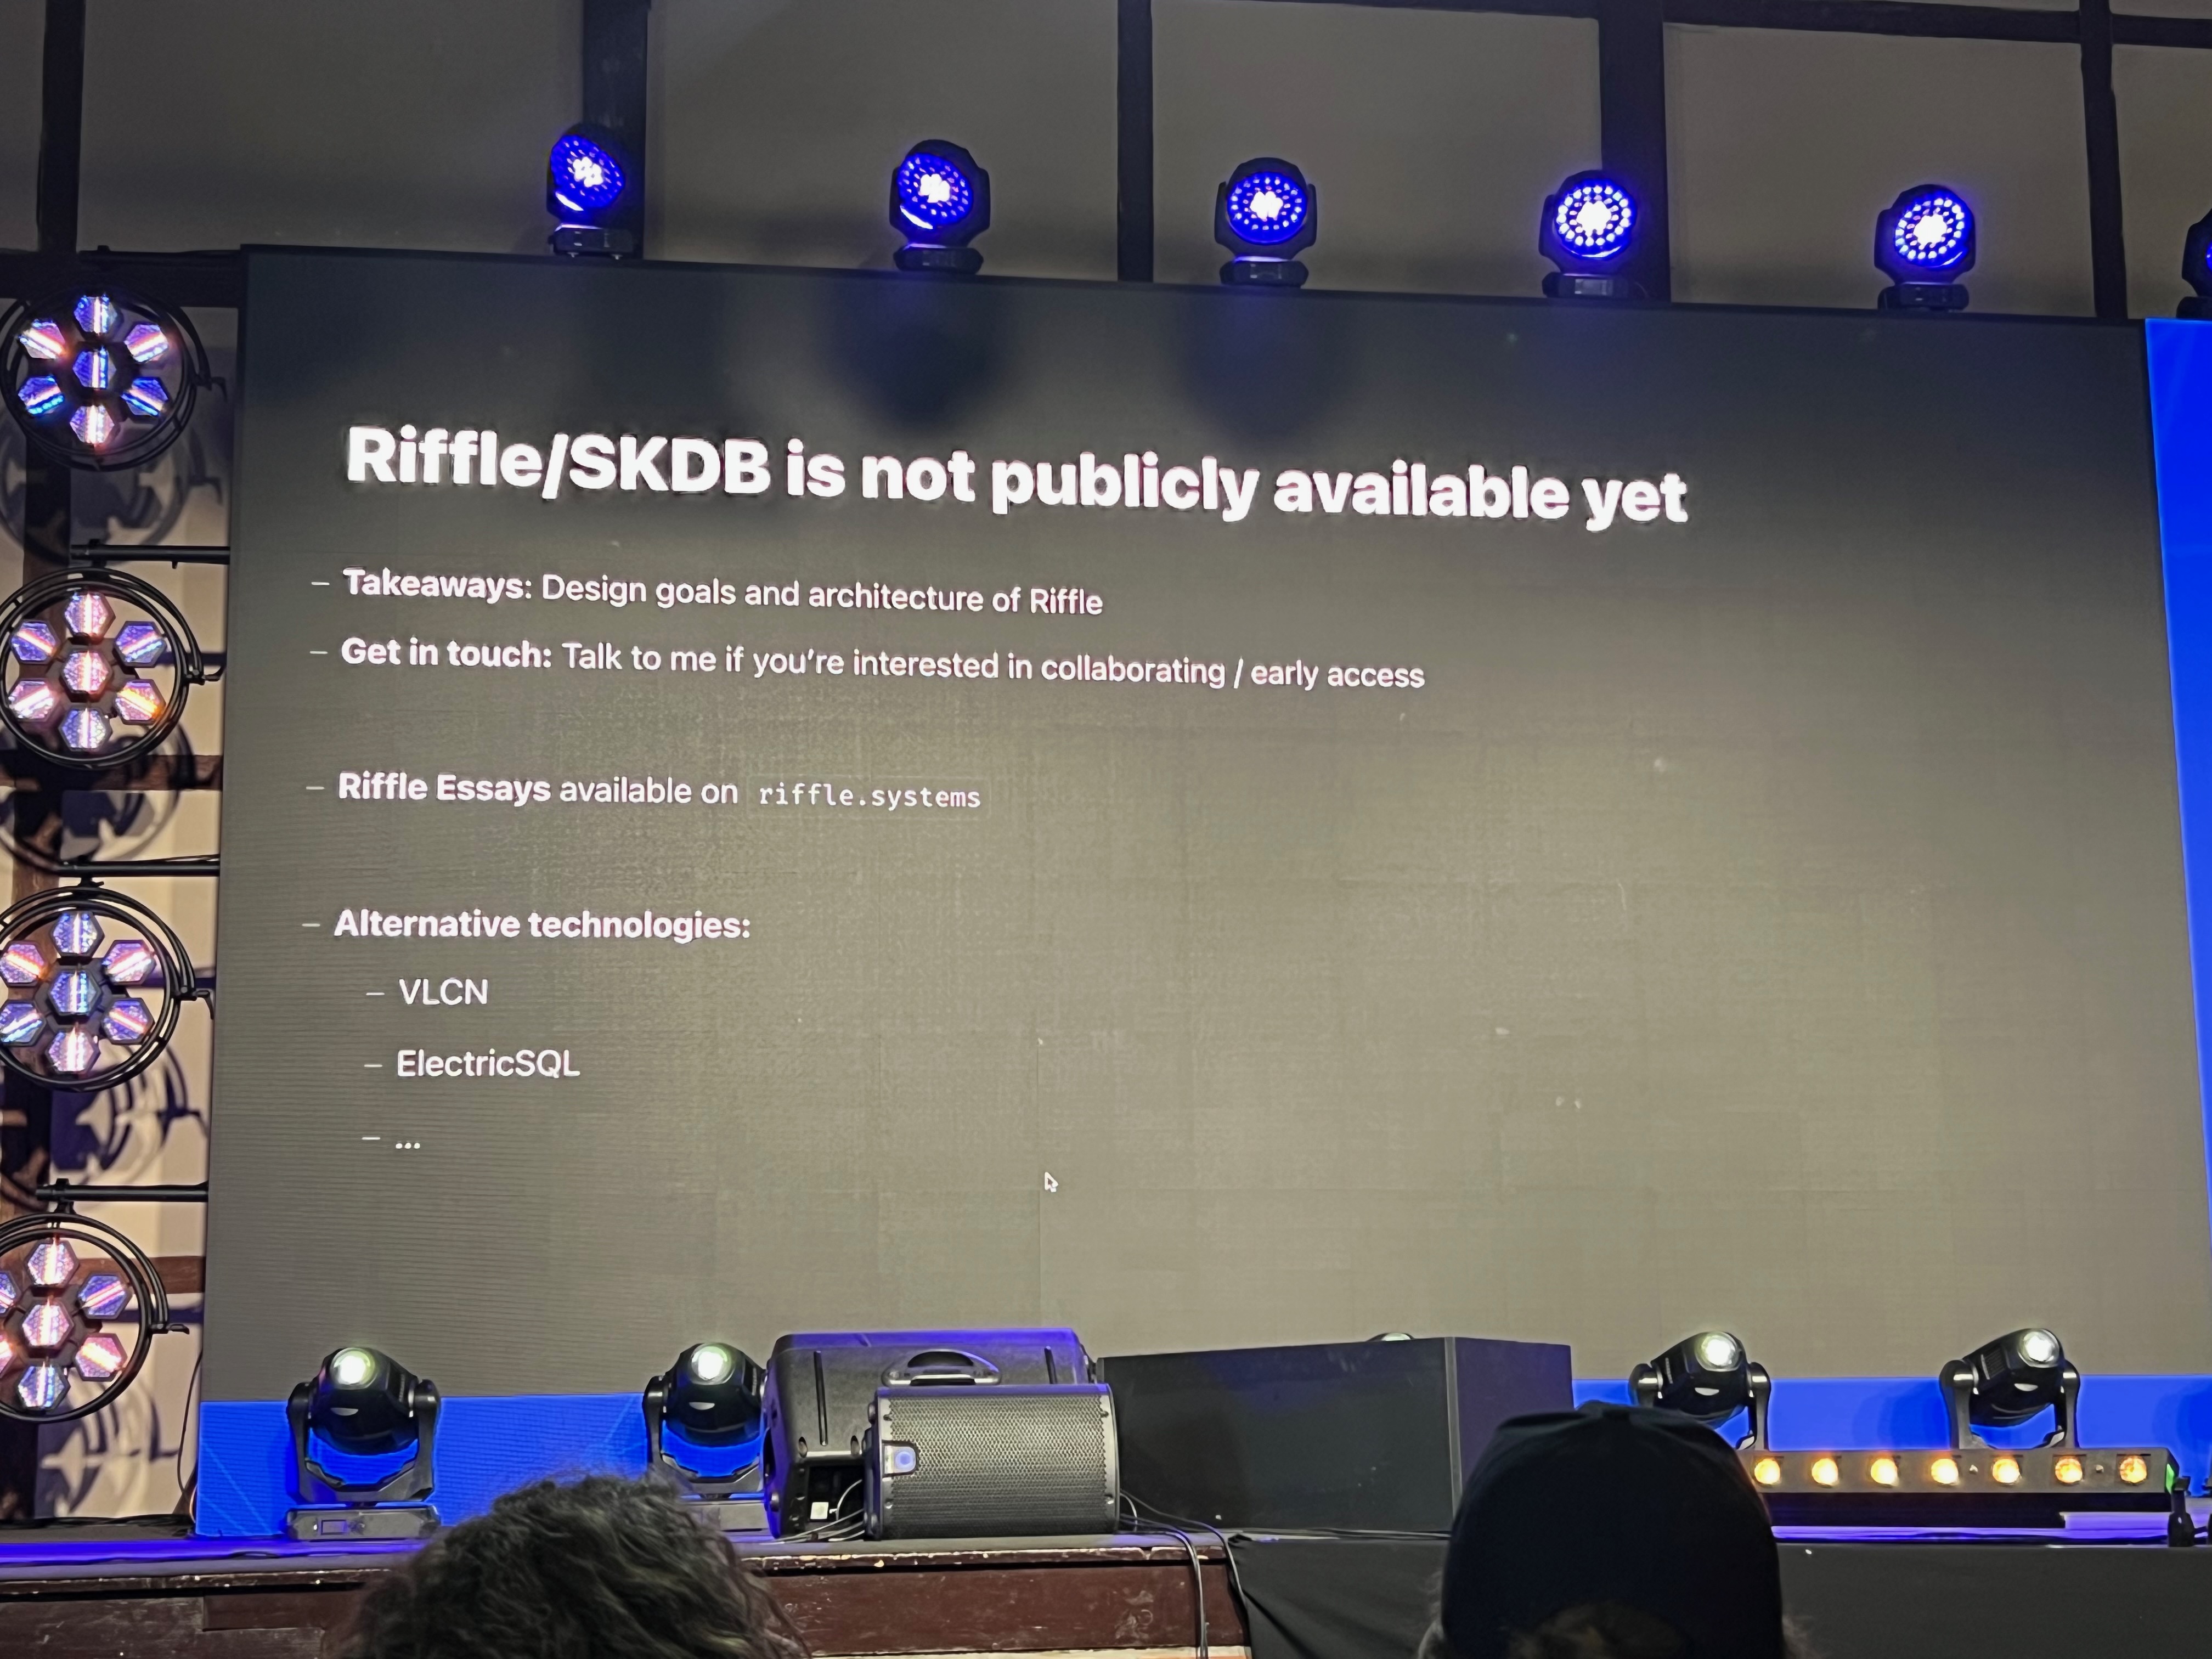 Riffle/SKDB is not publicly available yet
– Takeaways: Design goals and architecture of Riffle
– Get in touch: Talk to me if you’re interested in collaborating / early access
– Riffle Essays available on riffle.systems
– Alternative technologies:
– VLCN
– ElectricSQL
– ...